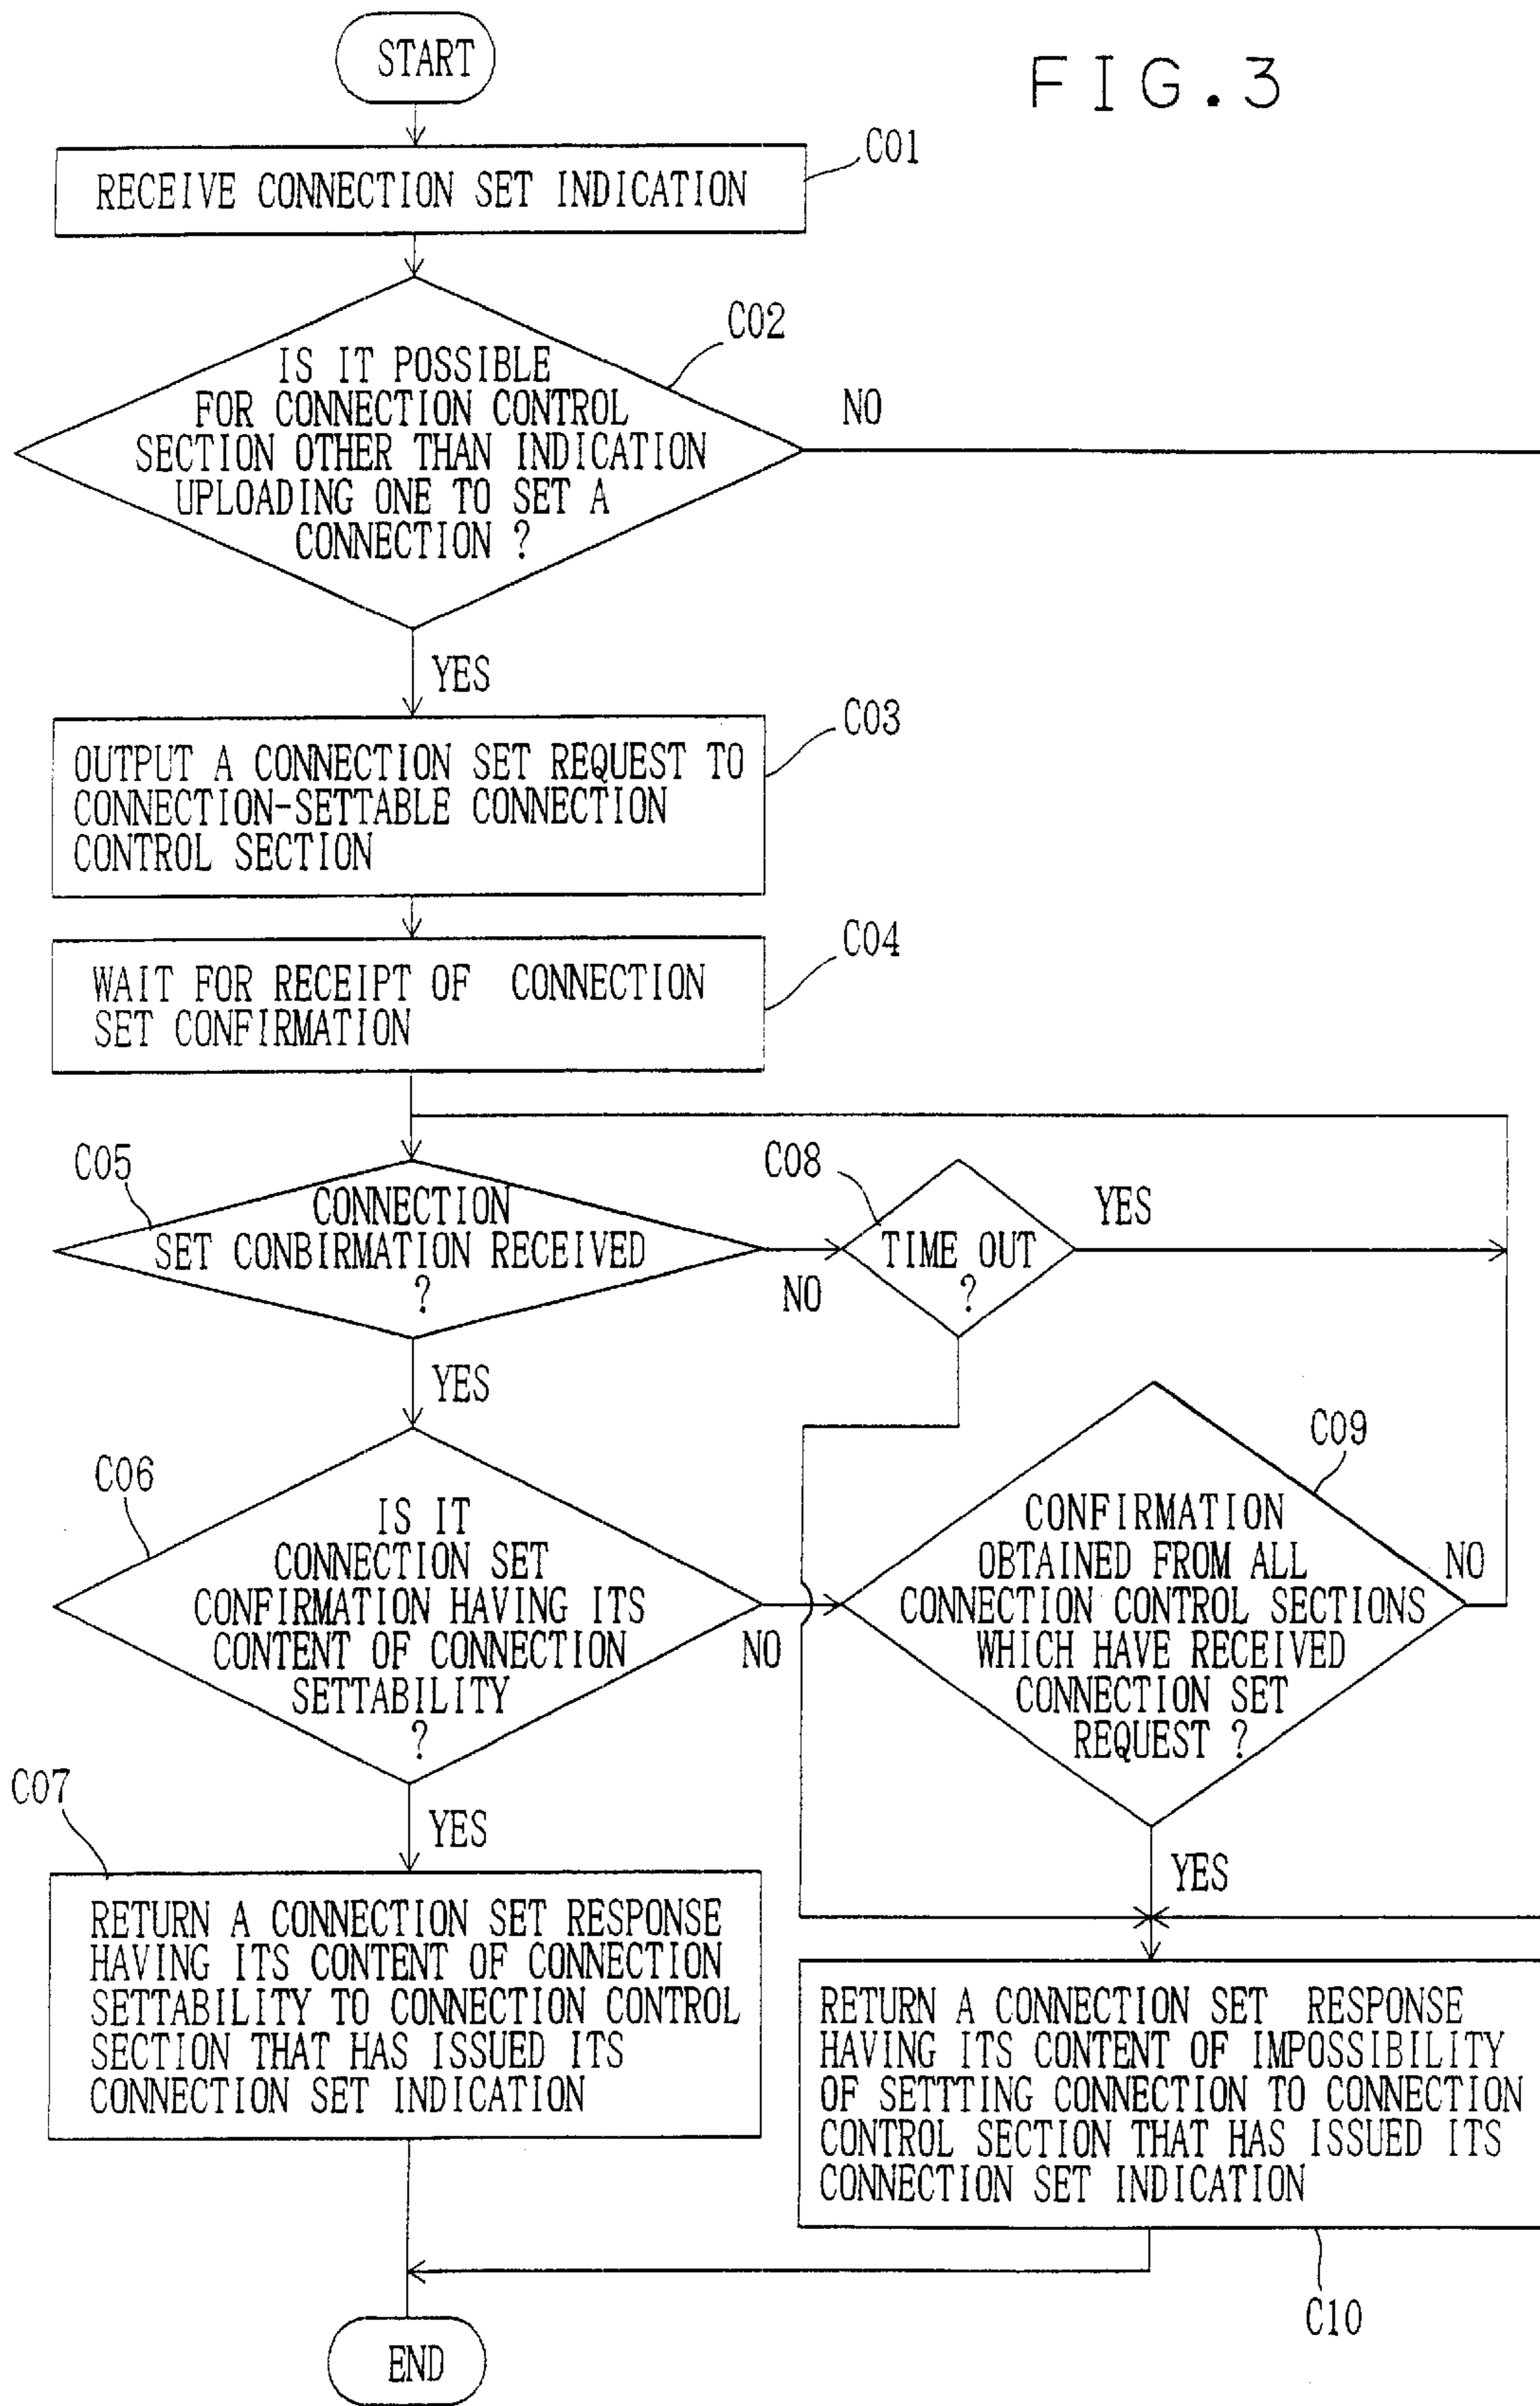 START
FIG.3
C01
RECEIVE CONNECTION SET INDICATION
C02
IS IT POSSIBLE
FOR CONNECTION CONTROL
SECTION OTHER THAN INDICATION
UPLOADING ONE TO SET A
CONNECTION ?
NO
YES
C03
OUTPUT A CONNECTION SET REQUEST TO
CONNECTION-SETTABLE CONNECTION
CONTROL SECTION
C04
WAIT FOR RECEIPT OF CONNECTION
SET CONFIRMATION
C05
CONNECTION
SET CONBIRMATION RECEIVED
?
NO
YES
C08
TIME OUT
?
YES
C06
IS IT
CONNECTION SET
CONFIRMATION HAVING ITS
CONTENT OF CONNECTION
SETTABILITY
?
NO
YES
C09
CONFIRMATION
OBTAINED FROM ALL
CONNECTION CONTROL SECTIONS
WHICH HAVE RECEIVED
CONNECTION SET
REQUEST ?
NO
YES
C07
RETURN A CONNECTION SET RESPONSE
HAVING ITS CONTENT OF CONNECTION
SETTABILITY TO CONNECTION CONTROL
SECTION THAT HAS ISSUED ITS
CONNECTION SET INDICATION
RETURN A CONNECTION SET RESPONSE
HAVING ITS CONTENT OF IMPOSSIBILITY
OF SETTTING CONNECTION TO CONNECTION
CONTROL SECTION THAT HAS ISSUED ITS
CONNECTION SET INDICATION
C10
END